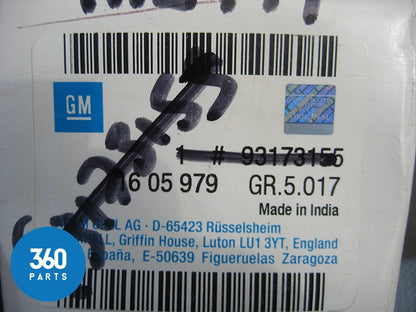 GM
ORIGINAL
1 # 93173155
16 05 979 GR.5.017
Made in India
AG · D-65423 Rüsselsheim
Griffin House, Luton LU1 3YT, England
España, E-50639 Figueruelas Zaragoza
360
PARTS